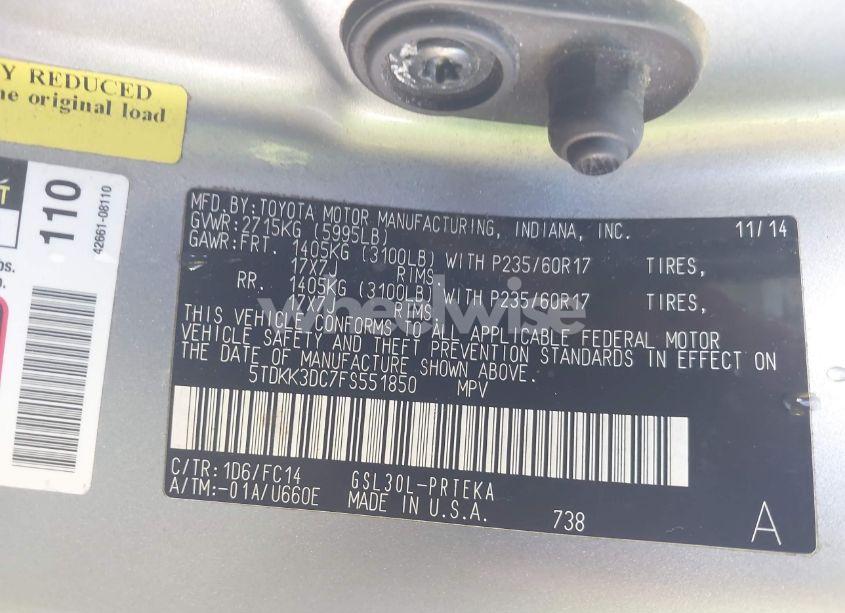 Y REDUCED
e original load
T
110
42861-08110
bs.
MFD. BY: TOYOTA MOTOR MANUFACTURING, INDIANA, INC. 11/14
GVWR: 2715KG (5995LB)
GAWR: FRT. 1405KG (3100LB) WITH P235/60R17 TIRES,
17X7J RIMS.
RR. 1405KG (3100LB) WITH P235/60R17 TIRES,
17X7J RIMS.
wheelwise
THIS VEHICLE CONFORMS TO ALL APPLICABLE FEDERAL MOTOR
VEHICLE SAFETY AND THEFT PREVENTION STANDARDS IN EFFECT ON
THE DATE OF MANUFACTURE SHOWN ABOVE.
5TDKK3DC7FS551850 MPV
C/TR: 1D6/FC14 GSL30L-PRTEKA
A/TM: -01A/U660E MADE IN U.S.A. 738 A